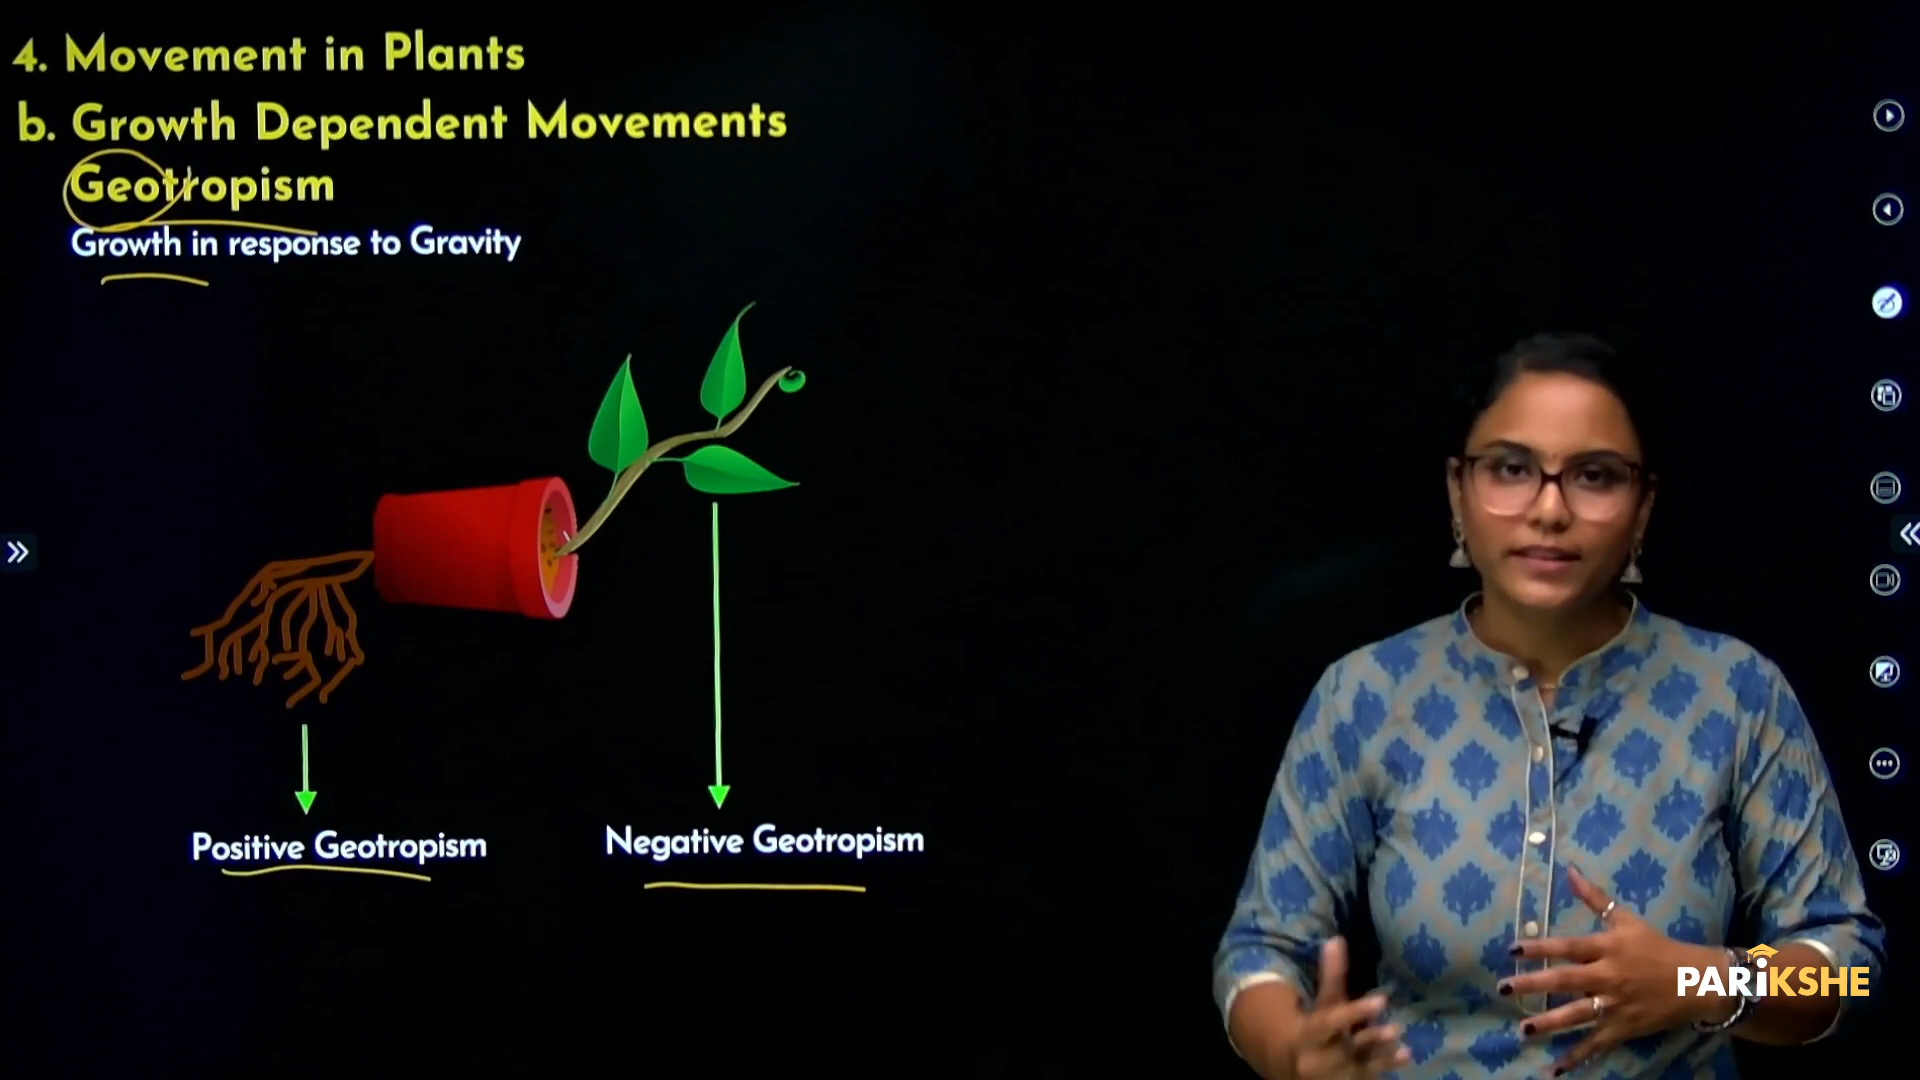 4. Movement in Plants
b. Growth Dependent Movements
Geotropism
Growth in response to Gravity
Positive Geotropism
Negative Geotropism
PARiKSHE